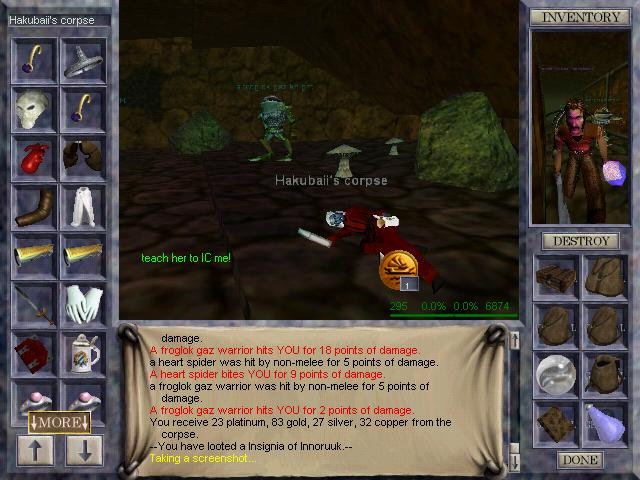 Hakubaii's corpse
INVENTORY
Hakubaii's corpse
teach her to IC me!
1
295 0.0% 0.0% 6874
DESTROY
damage.
A froglok gaz warrior hits YOU for 18 points of damage.
a heart spider was hit by non-melee for 5 points of damage.
A heart spider bites YOU for 9 points of damage.
a froglok gaz warrior was hit by non-melee for 5 points of
damage.
A froglok gaz warrior hits YOU for 2 points of damage.
You receive 23 platinum, 83 gold, 27 silver, 32 copper from the
corpse.
--You have looted a Insignia of Innoruuk.--
Taking a screenshot...
MORE
DONE